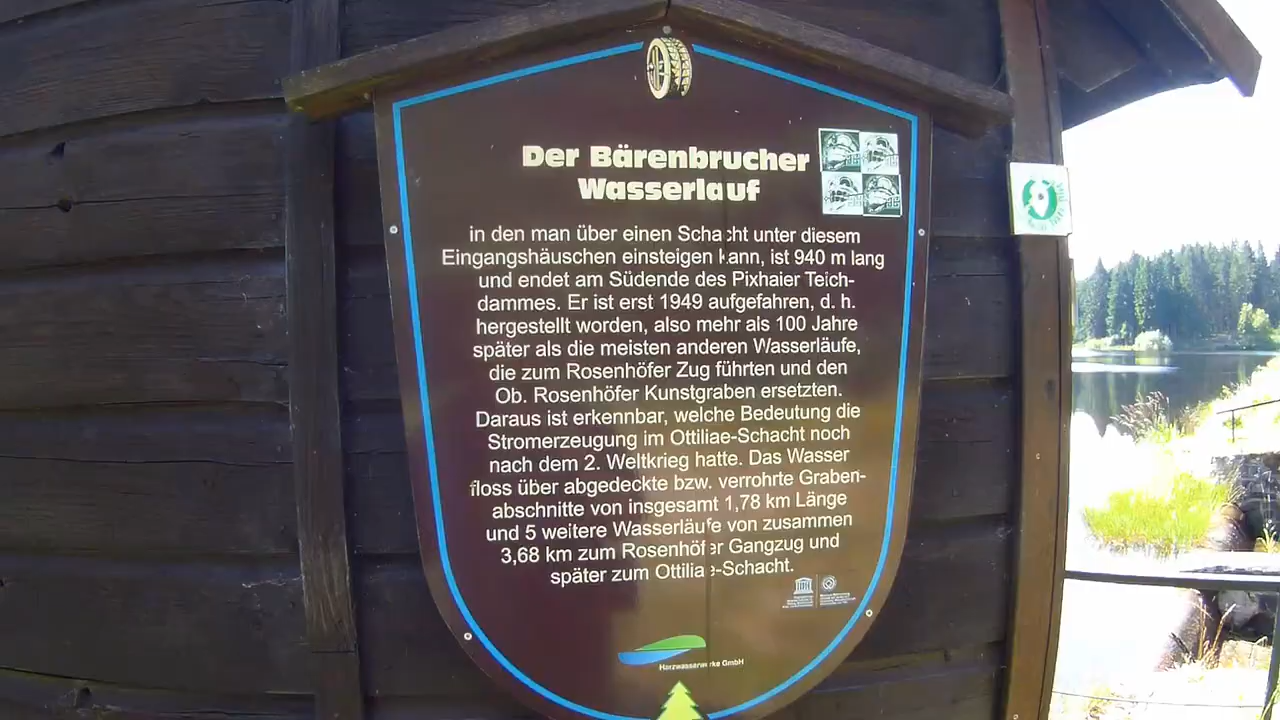 Der Bärenbrucher
Wasserlauf
in den man über einen Schacht unter diesem
Eingangshäuschen einsteigen kann, ist 940 m lang
und endet am Südende des Pixhaier Teich-
dammes. Er ist erst 1949 aufgefahren, d. h.
hergestellt worden, also mehr als 100 Jahre
später als die meisten anderen Wasserläufe,
die zum Rosenhöfer Zug führten und den
Ob. Rosenhöfer Kunstgraben ersetzten.
Daraus ist erkennbar, welche Bedeutung die
Stromerzeugung im Ottiliae-Schacht noch
nach dem 2. Weltkrieg hatte. Das Wasser
floss über abgedeckte bzw. verrohrte Graben-
abschnitte von insgesamt 1,78 km Länge
und 5 weitere Wasserläufe von zusammen
3,68 km zum Rosenhöfer Gangzug und
später zum Ottiliae-Schacht.
Harzwasserwerke GmbH